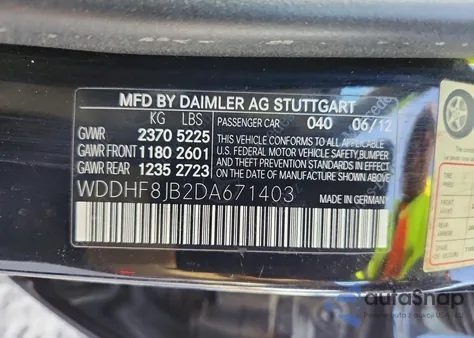 MFD BY DAIMLER AG STUTTGART
KG LBS PASSENGER CAR 040 06/12
GVWR 2370 5225 THIS VEHICLE CONFORMS TO ALL APPLICABLE
GAWR FRONT 1180 2601 U.S. FEDERAL MOTOR VEHICLE SAFETY, BUMPER,
GAWR REAR 1235 2723 AND THEFT PREVENTION STANDARDS IN EFFECT
ON THE DATE OF MANUFACTURE SHOWN ABOVE.
WDDHF8JB2DA671403 MADE IN GERMANY
autoSnap